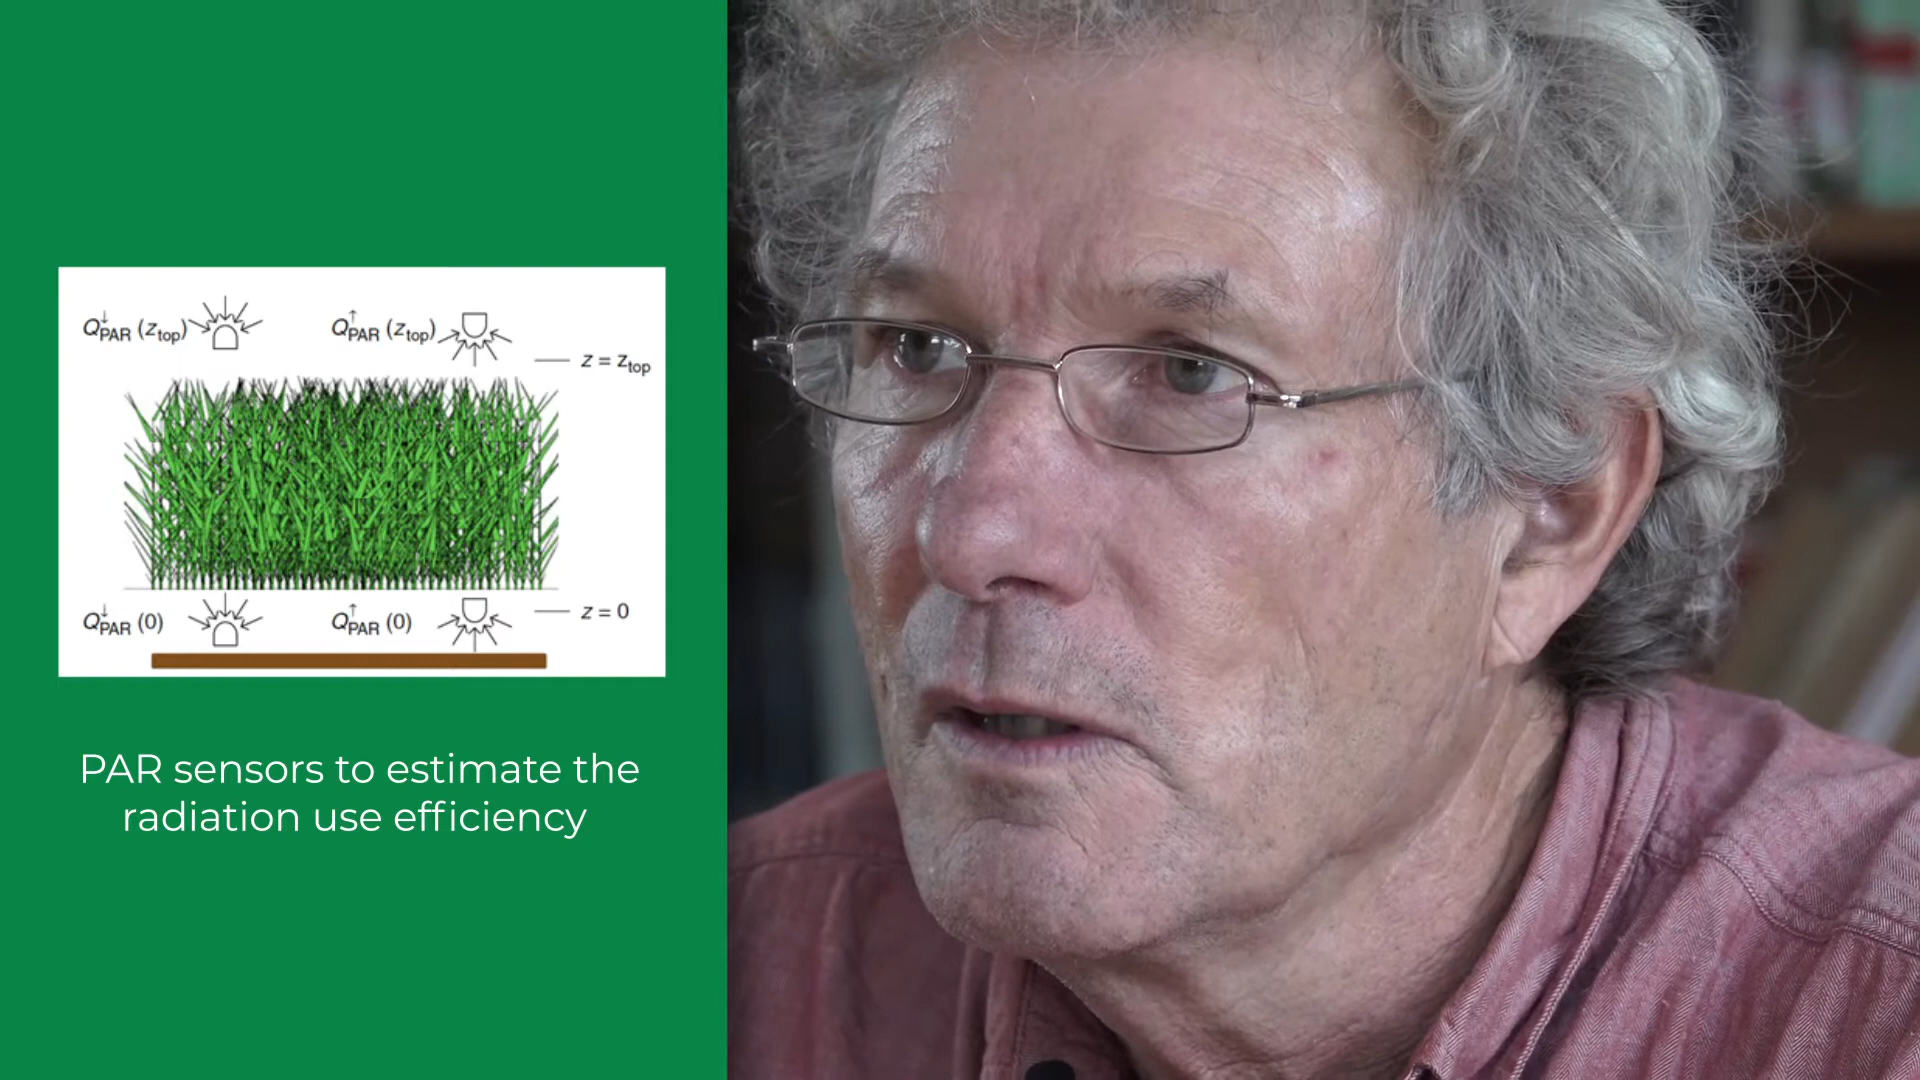 Q↓PAR (ztop) Q↑PAR (ztop)
z = ztop
Q↓PAR (0) Q↑PAR (0) z = 0
PAR sensors to estimate the
radiation use efficiency